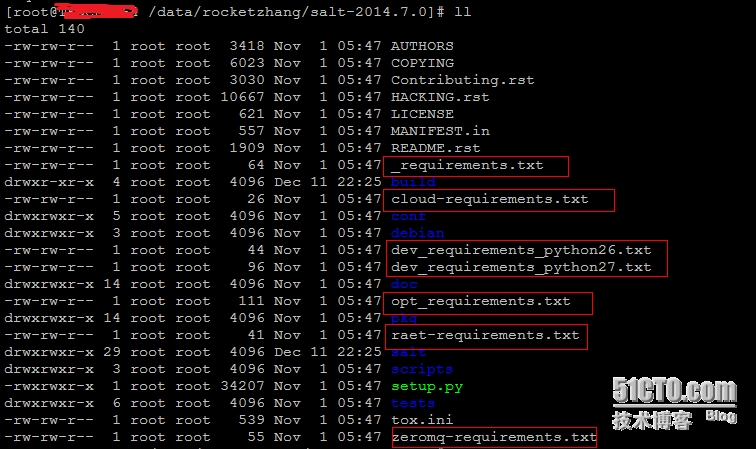 [root@ /data/rocketzhang/salt-2014.7.0]# ll
total 140
-rw-rw-r-- 1 root root 3418 Nov 1 05:47 AUTHORS
-rw-rw-r-- 1 root root 6023 Nov 1 05:47 COPYING
-rw-rw-r-- 1 root root 3030 Nov 1 05:47 Contributing.rst
-rw-rw-r-- 1 root root 10667 Nov 1 05:47 HACKING.rst
-rw-rw-r-- 1 root root 621 Nov 1 05:47 LICENSE
-rw-rw-r-- 1 root root 557 Nov 1 05:47 MANIFEST.in
-rw-rw-r-- 1 root root 1909 Nov 1 05:47 README.rst
-rw-rw-r-- 1 root root 64 Nov 1 05:47 _requirements.txt
drwxr-xr-x 4 root root 4096 Dec 11 22:25 build
-rw-rw-r-- 1 root root 26 Nov 1 05:47 cloud-requirements.txt
drwxrwxr-x 5 root root 4096 Nov 1 05:47 conf
drwxrwxr-x 3 root root 4096 Nov 1 05:47 debian
-rw-rw-r-- 1 root root 44 Nov 1 05:47 dev_requirements_python26.txt
-rw-rw-r-- 1 root root 96 Nov 1 05:47 dev_requirements_python27.txt
drwxrwxr-x 14 root root 4096 Nov 1 05:47 doc
-rw-rw-r-- 1 root root 111 Nov 1 05:47 opt_requirements.txt
drwxrwxr-x 14 root root 4096 Nov 1 05:47 pkg
-rw-rw-r-- 1 root root 41 Nov 1 05:47 raet-requirements.txt
drwxrwxr-x 29 root root 4096 Dec 11 22:25 salt
drwxrwxr-x 3 root root 4096 Nov 1 05:47 scripts
-rwxrwxr-x 1 root root 34207 Nov 1 05:47 setup.py
drwxrwxr-x 6 root root 4096 Nov 1 05:47 tests
-rw-rw-r-- 1 root root 539 Nov 1 05:47 tox.ini
-rw-rw-r-- 1 root root 55 Nov 1 05:47 zeromq-requirements.txt
51CTO.com
技术博客 Blog